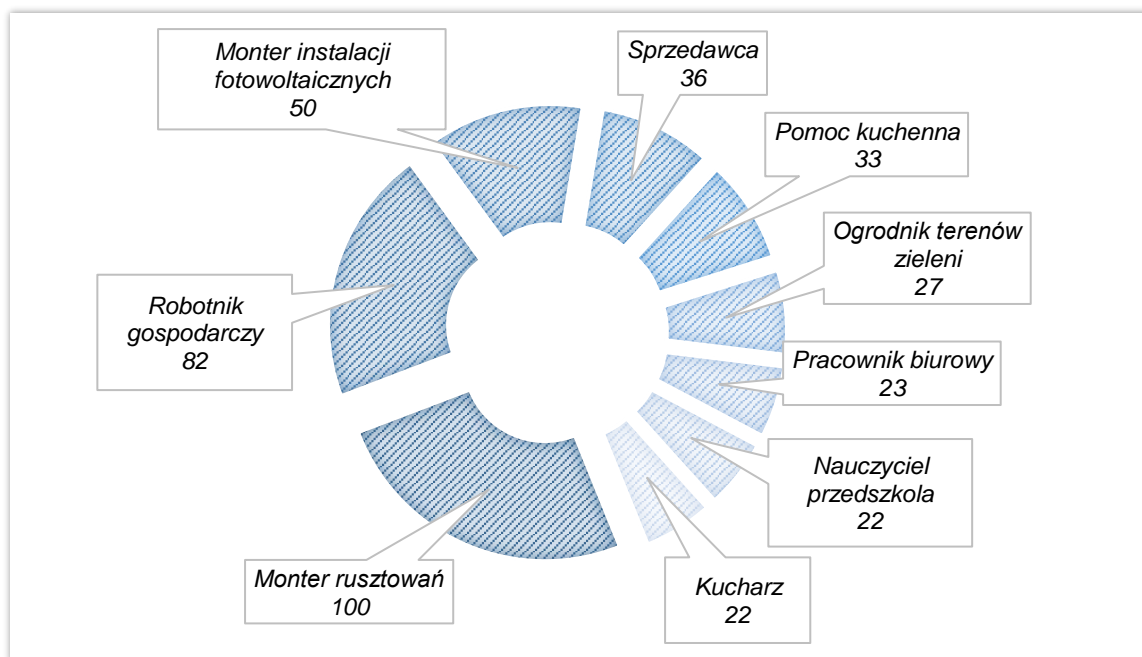 Monter instalacji
fotowoltaicznych
50
Sprzedawca
36
Pomoc kuchenna
33
Ogrodnik terenów
zieleni
27
Pracownik biurowy
23
Nauczyciel
przedszkola
22
Kucharz
22
Monter rusztowań
100
Robotnik
gospodarczy
82